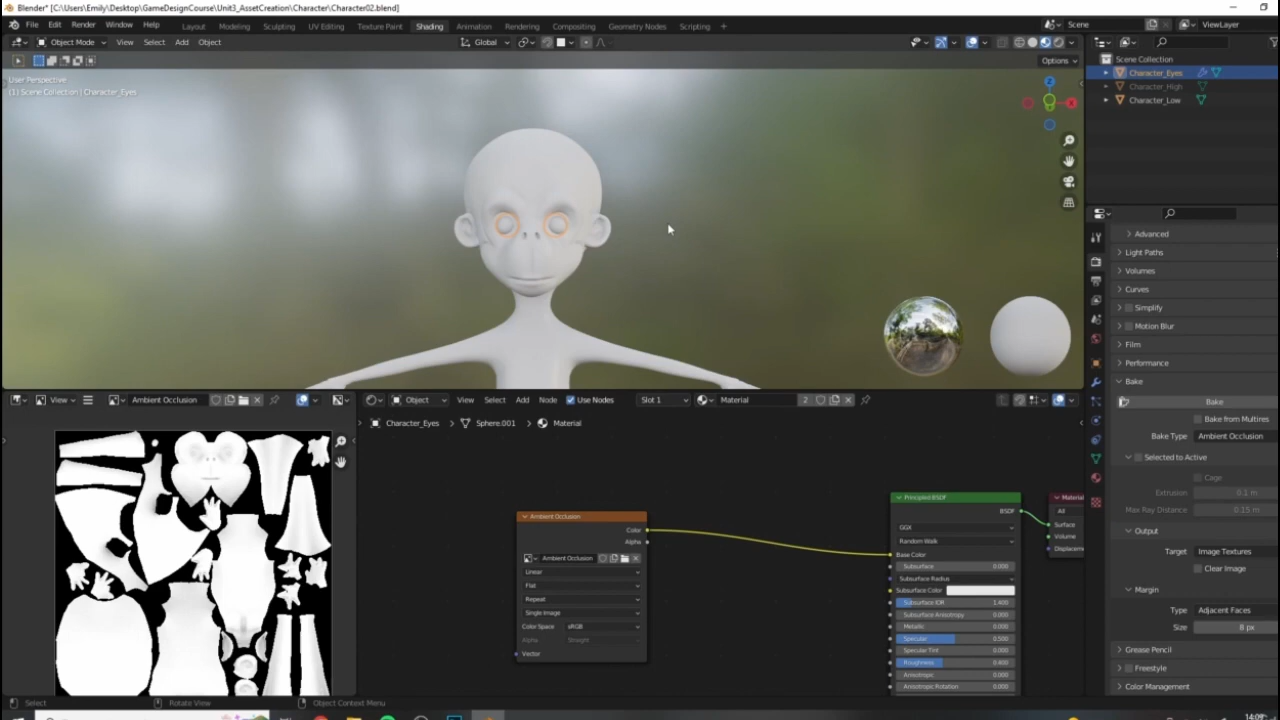 Blender* [C:\Users\Emily\Desktop\GameDesignCourse\Unit3_AssetCreation\Character\Character02.blend]
File Edit Render Window Help Layout Modeling Sculpting UV Editing Texture Paint Shading Animation Rendering Compositing Geometry Nodes Scripting + Scene ViewLayer
Object Mode View Select Add Object Global
Options
User Perspective
(1) Scene Collection | Character_Eyes
Scene Collection
Character_Eyes
Character_High
Character_Low
Advanced
Light Paths
Volumes
Curves
Simplify
Motion Blur
Film
Performance
Bake
Bake
Bake from Multires
Bake Type Ambient Occlusion
Selected to Active
Cage
Extrusion 0.1 m
Max Ray Distance 0.15 m
Output
Target Image Textures
Clear Image
Margin
Type Adjacent Faces
Size 8 px
Grease Pencil
Freestyle
Color Management
View Ambient Occlusion
Object View Select Add Node Use Nodes Slot 1 Material 2
Character_Eyes > Sphere.001 > Material
Ambient Occlusion
Color
Alpha
Ambient Occlusion
Linear
Flat
Repeat
Single Image
Color Space sRGB
Alpha Straight
Vector
Principled BSDF
BSDF
GGX
Random Walk
Base Color
Subsurface 0.000
Subsurface Radius
Subsurface Color
Subsurface IOR 1.400
Subsurface Anisotropy 0.000
Metallic 0.000
Specular 0.500
Specular Tint 0.000
Roughness 0.400
Anisotropic 0.000
Anisotropic Rotation 0.000
Material
All
Surface
Volume
Displacem
Select Rotate View Object Context Menu